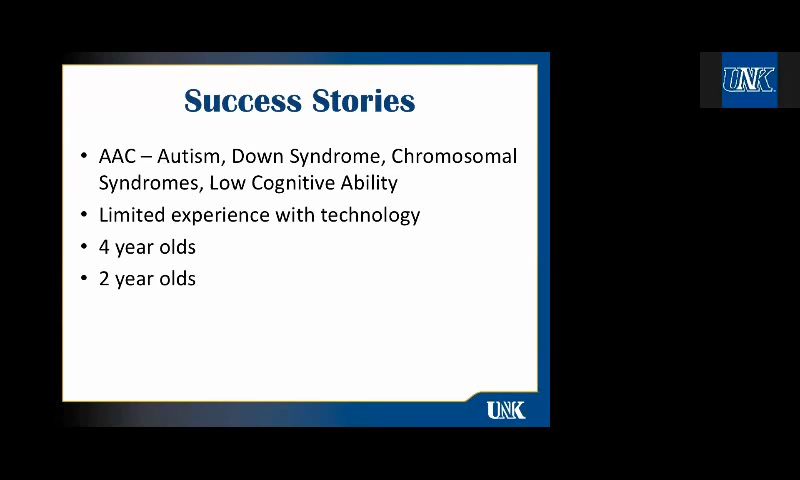 Success Stories
UNK
• AAC – Autism, Down Syndrome, Chromosomal
Syndromes, Low Cognitive Ability
• Limited experience with technology
• 4 year olds
• 2 year olds
UNK